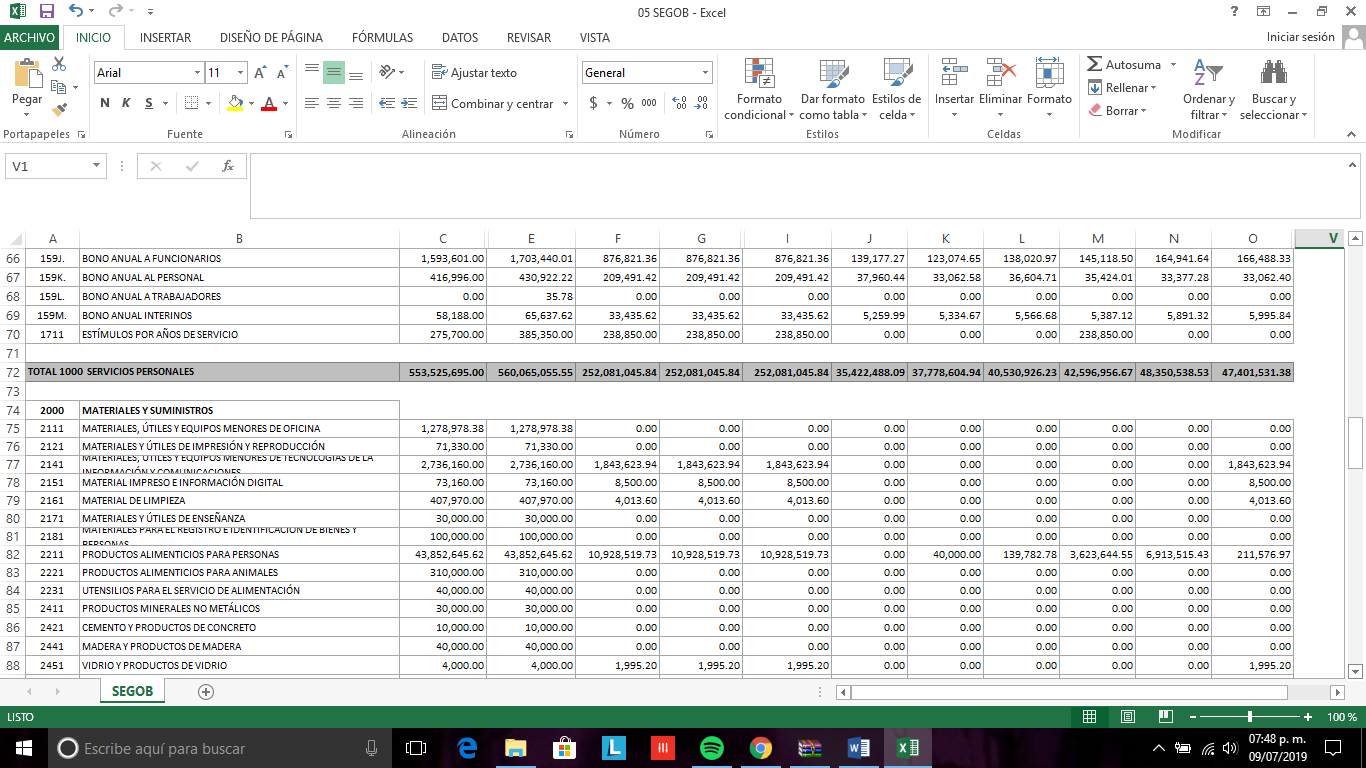 05 SEGOB - Excel
ARCHIVO INICIO INSERTAR DISEÑO DE PÁGINA FÓRMULAS DATOS REVISAR VISTA Iniciar sesión
Pegar
Portapapeles
Arial 11
N K S
Fuente
Ajustar texto
Combinar y centrar
Alineación
General
$ % 000
Número
Formato condicional
Dar formato como tabla
Estilos de celda
Estilos
Insertar Eliminar Formato
Celdas
Autosuma
Rellenar
Borrar
Ordenar y filtrar
Buscar y seleccionar
Modificar
V1
A B C E F G I J K L M N O V
66 159J. BONO ANUAL A FUNCIONARIOS 1,593,601.00 1,703,440.01 876,821.36 876,821.36 876,821.36 139,177.27 123,074.65 138,020.97 145,118.50 164,941.64 166,488.33
67 159K. BONO ANUAL AL PERSONAL 416,996.00 430,922.22 209,491.42 209,491.42 209,491.42 37,960.44 33,062.58 36,604.71 35,424.01 33,377.28 33,062.40
68 159L. BONO ANUAL A TRABAJADORES 0.00 35.78 0.00 0.00 0.00 0.00 0.00 0.00 0.00 0.00 0.00
69 159M. BONO ANUAL INTERINOS 58,188.00 65,637.62 33,435.62 33,435.62 33,435.62 5,259.99 5,334.67 5,566.68 5,387.12 5,891.32 5,995.84
70 1711 ESTÍMULOS POR AÑOS DE SERVICIO 275,700.00 385,350.00 238,850.00 238,850.00 238,850.00 0.00 0.00 0.00 238,850.00 0.00 0.00
71
72 TOTAL 1000 SERVICIOS PERSONALES 553,525,695.00 560,065,055.55 252,081,045.84 252,081,045.84 252,081,045.84 35,422,488.09 37,778,604.94 40,530,926.23 42,596,956.67 48,350,538.53 47,401,531.38
73
74 2000 MATERIALES Y SUMINISTROS
75 2111 MATERIALES, ÚTILES Y EQUIPOS MENORES DE OFICINA 1,278,978.38 1,278,978.38 0.00 0.00 0.00 0.00 0.00 0.00 0.00 0.00 0.00
76 2121 MATERIALES Y ÚTILES DE IMPRESIÓN Y REPRODUCCIÓN 71,330.00 71,330.00 0.00 0.00 0.00 0.00 0.00 0.00 0.00 0.00 0.00
77 2141 MATERIALES, ÚTILES Y EQUIPOS MENORES DE TECNOLOGÍAS DE LA INFORMACIÓN Y COMUNICACIONES 2,736,160.00 2,736,160.00 1,843,623.94 1,843,623.94 1,843,623.94 0.00 0.00 0.00 0.00 0.00 1,843,623.94
78 2151 MATERIAL IMPRESO E INFORMACIÓN DIGITAL 73,160.00 73,160.00 8,500.00 8,500.00 8,500.00 0.00 0.00 0.00 0.00 0.00 8,500.00
79 2161 MATERIAL DE LIMPIEZA 407,970.00 407,970.00 4,013.60 4,013.60 4,013.60 0.00 0.00 0.00 0.00 0.00 4,013.60
80 2171 MATERIALES Y ÚTILES DE ENSEÑANZA 30,000.00 30,000.00 0.00 0.00 0.00 0.00 0.00 0.00 0.00 0.00 0.00
81 2181 MATERIALES PARA EL REGISTRO E IDENTIFICACIÓN DE BIENES Y PERSONAS 100,000.00 100,000.00 0.00 0.00 0.00 0.00 0.00 0.00 0.00 0.00 0.00
82 2211 PRODUCTOS ALIMENTICIOS PARA PERSONAS 43,852,645.62 43,852,645.62 10,928,519.73 10,928,519.73 10,928,519.73 0.00 40,000.00 139,782.78 3,623,644.55 6,913,515.43 211,576.97
83 2221 PRODUCTOS ALIMENTICIOS PARA ANIMALES 310,000.00 310,000.00 0.00 0.00 0.00 0.00 0.00 0.00 0.00 0.00 0.00
84 2231 UTENSILIOS PARA EL SERVICIO DE ALIMENTACIÓN 40,000.00 40,000.00 0.00 0.00 0.00 0.00 0.00 0.00 0.00 0.00 0.00
85 2411 PRODUCTOS MINERALES NO METÁLICOS 30,000.00 30,000.00 0.00 0.00 0.00 0.00 0.00 0.00 0.00 0.00 0.00
86 2421 CEMENTO Y PRODUCTOS DE CONCRETO 10,000.00 10,000.00 0.00 0.00 0.00 0.00 0.00 0.00 0.00 0.00 0.00
87 2441 MADERA Y PRODUCTOS DE MADERA 40,000.00 40,000.00 0.00 0.00 0.00 0.00 0.00 0.00 0.00 0.00 0.00
88 2451 VIDRIO Y PRODUCTOS DE VIDRIO 4,000.00 4,000.00 1,995.20 1,995.20 1,995.20 0.00 0.00 0.00 0.00 0.00 1,995.20
SEGOB
LISTO 100 %
Escribe aquí para buscar
07:48 p. m.
09/07/2019